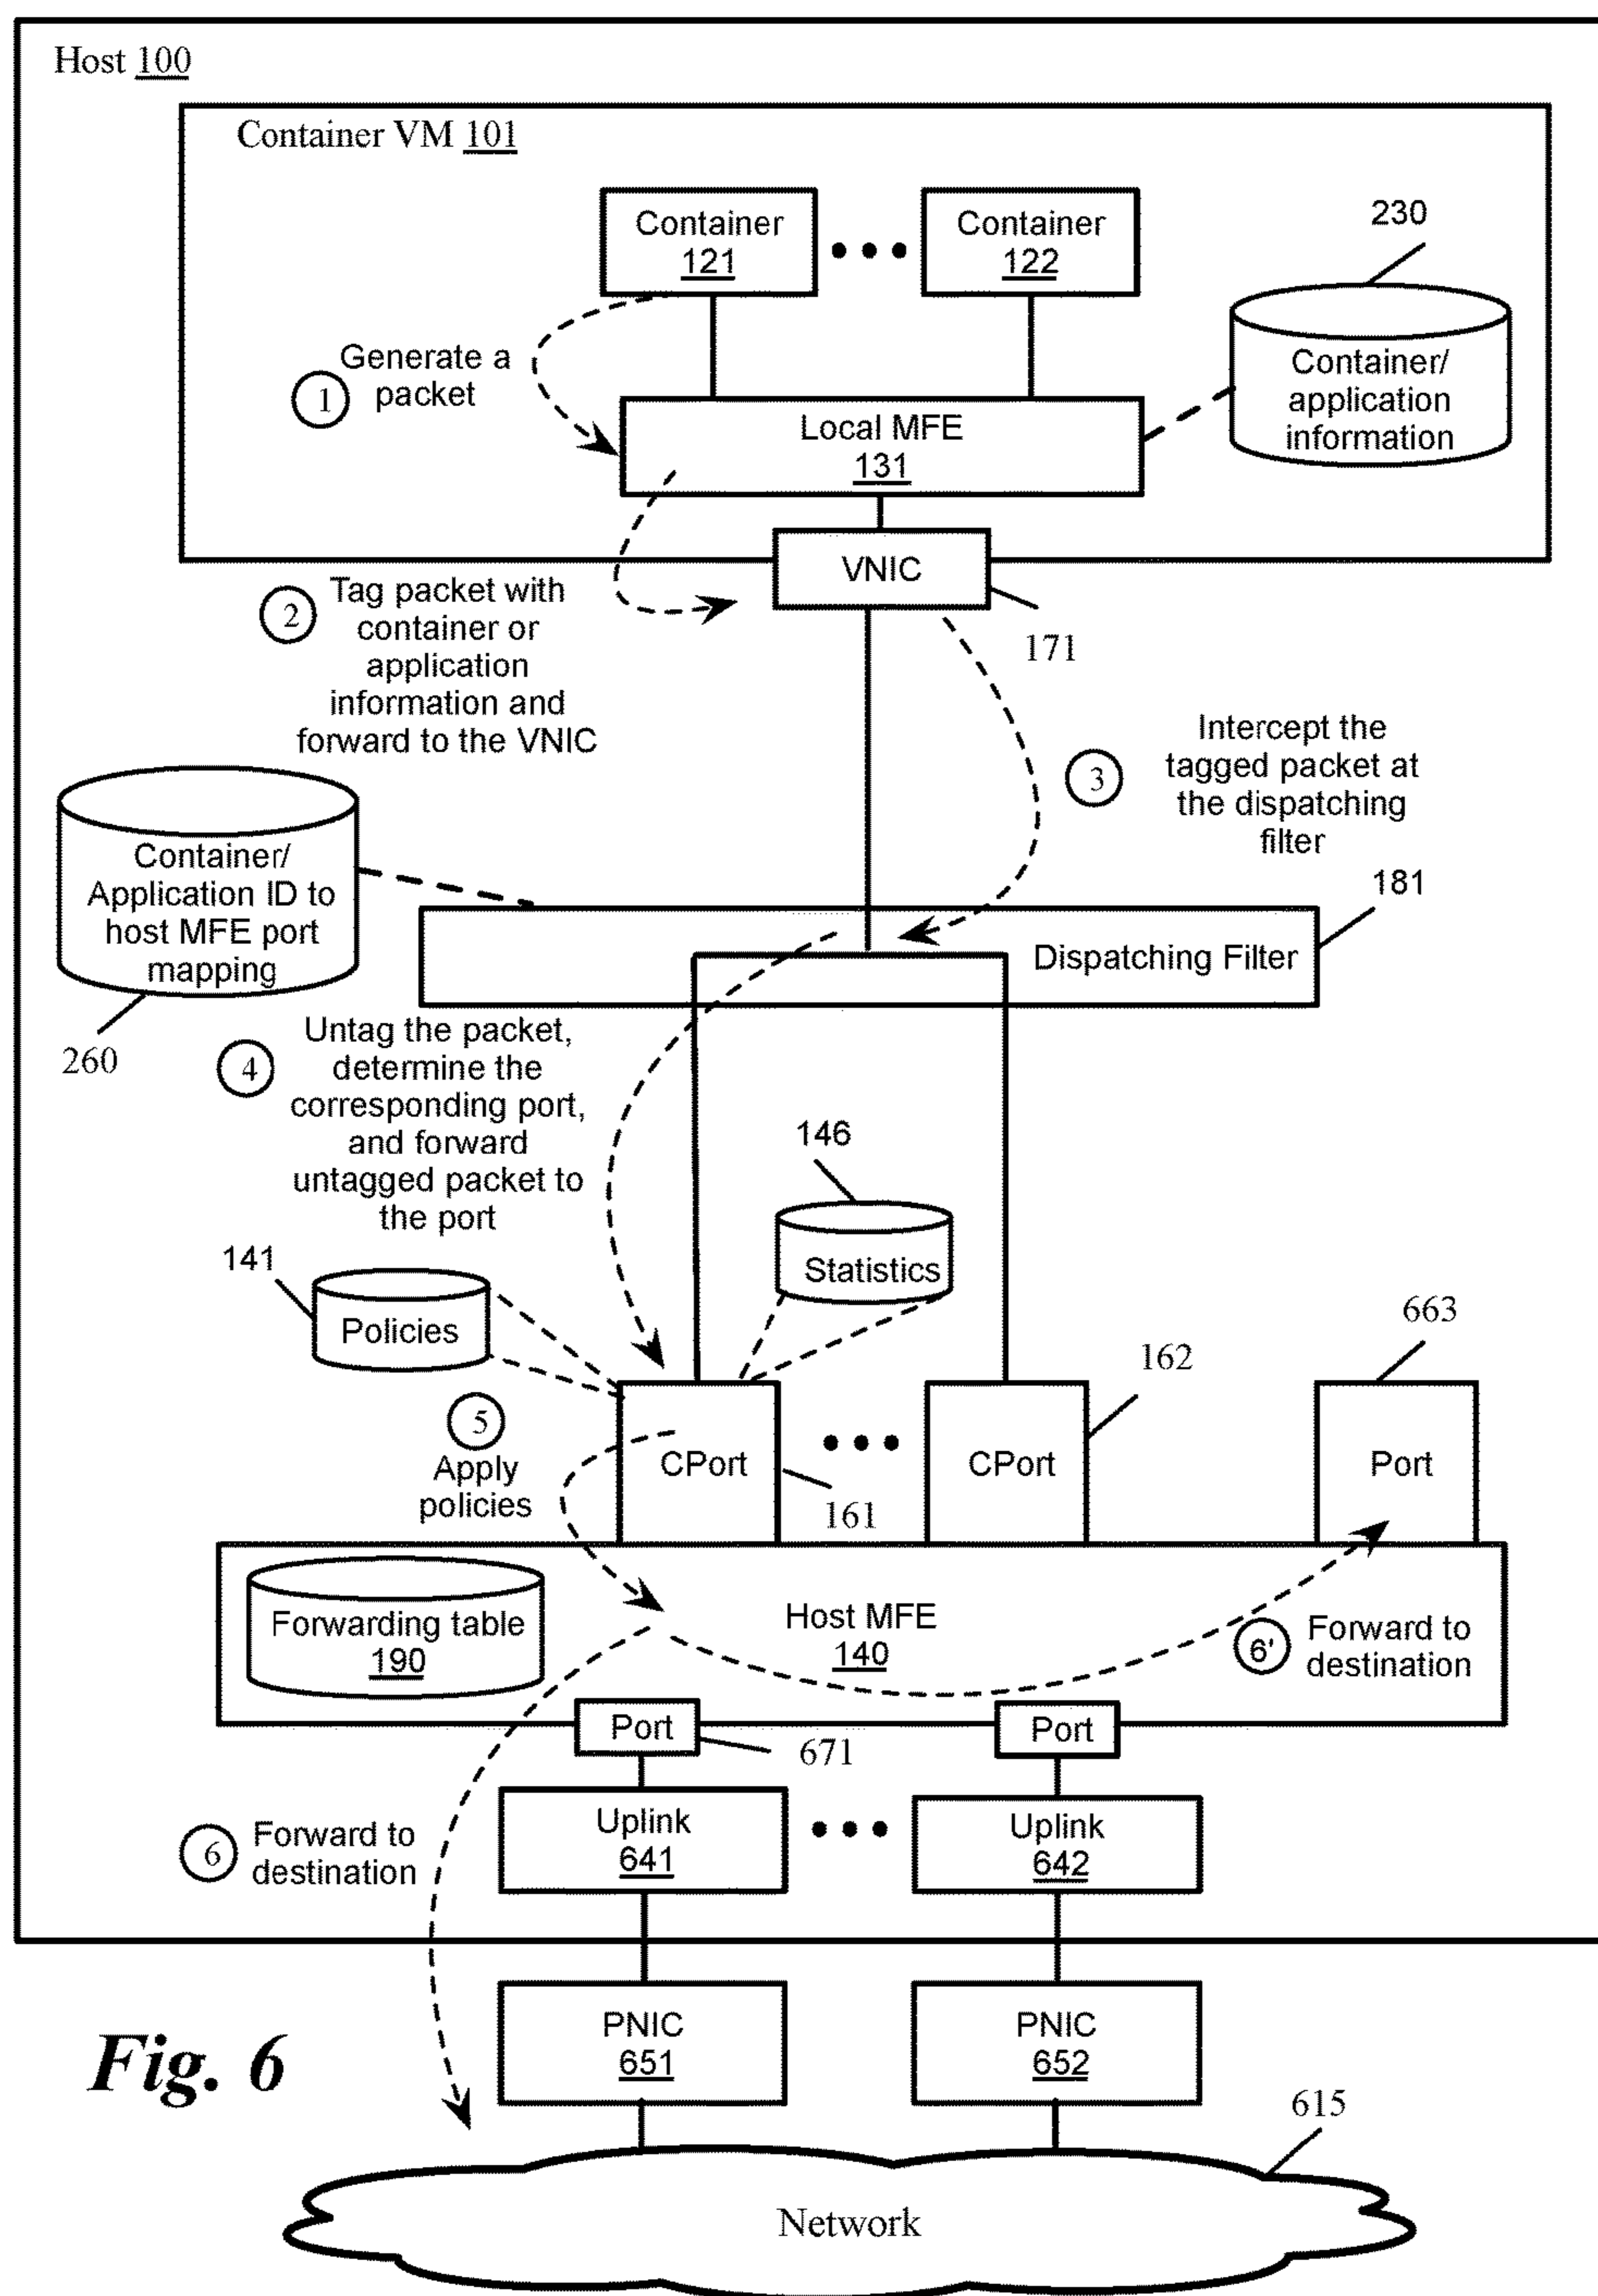 Host 100
Container VM 101
Container
121
Container
122
230
Container/
application
information
1
Generate a
packet
Local MFE
131
VNIC
171
2
Tag packet with
container or
application
information and
forward to the VNIC
3
Intercept the
tagged packet at
the dispatching
filter
Container/
Application ID to
host MFE port
mapping
260
181
Dispatching Filter
4
Untag the packet,
determine the
corresponding port,
and forward
untagged packet to
the port
146
Statistics
141
Policies
663
162
5
Apply
policies
CPort
161
CPort
Port
Forwarding table
190
Host MFE
140
6'
Forward to
destination
Port
671
Port
6
Forward to
destination
Uplink
641
Uplink
642
PNIC
651
PNIC
652
Fig. 6
615
Network